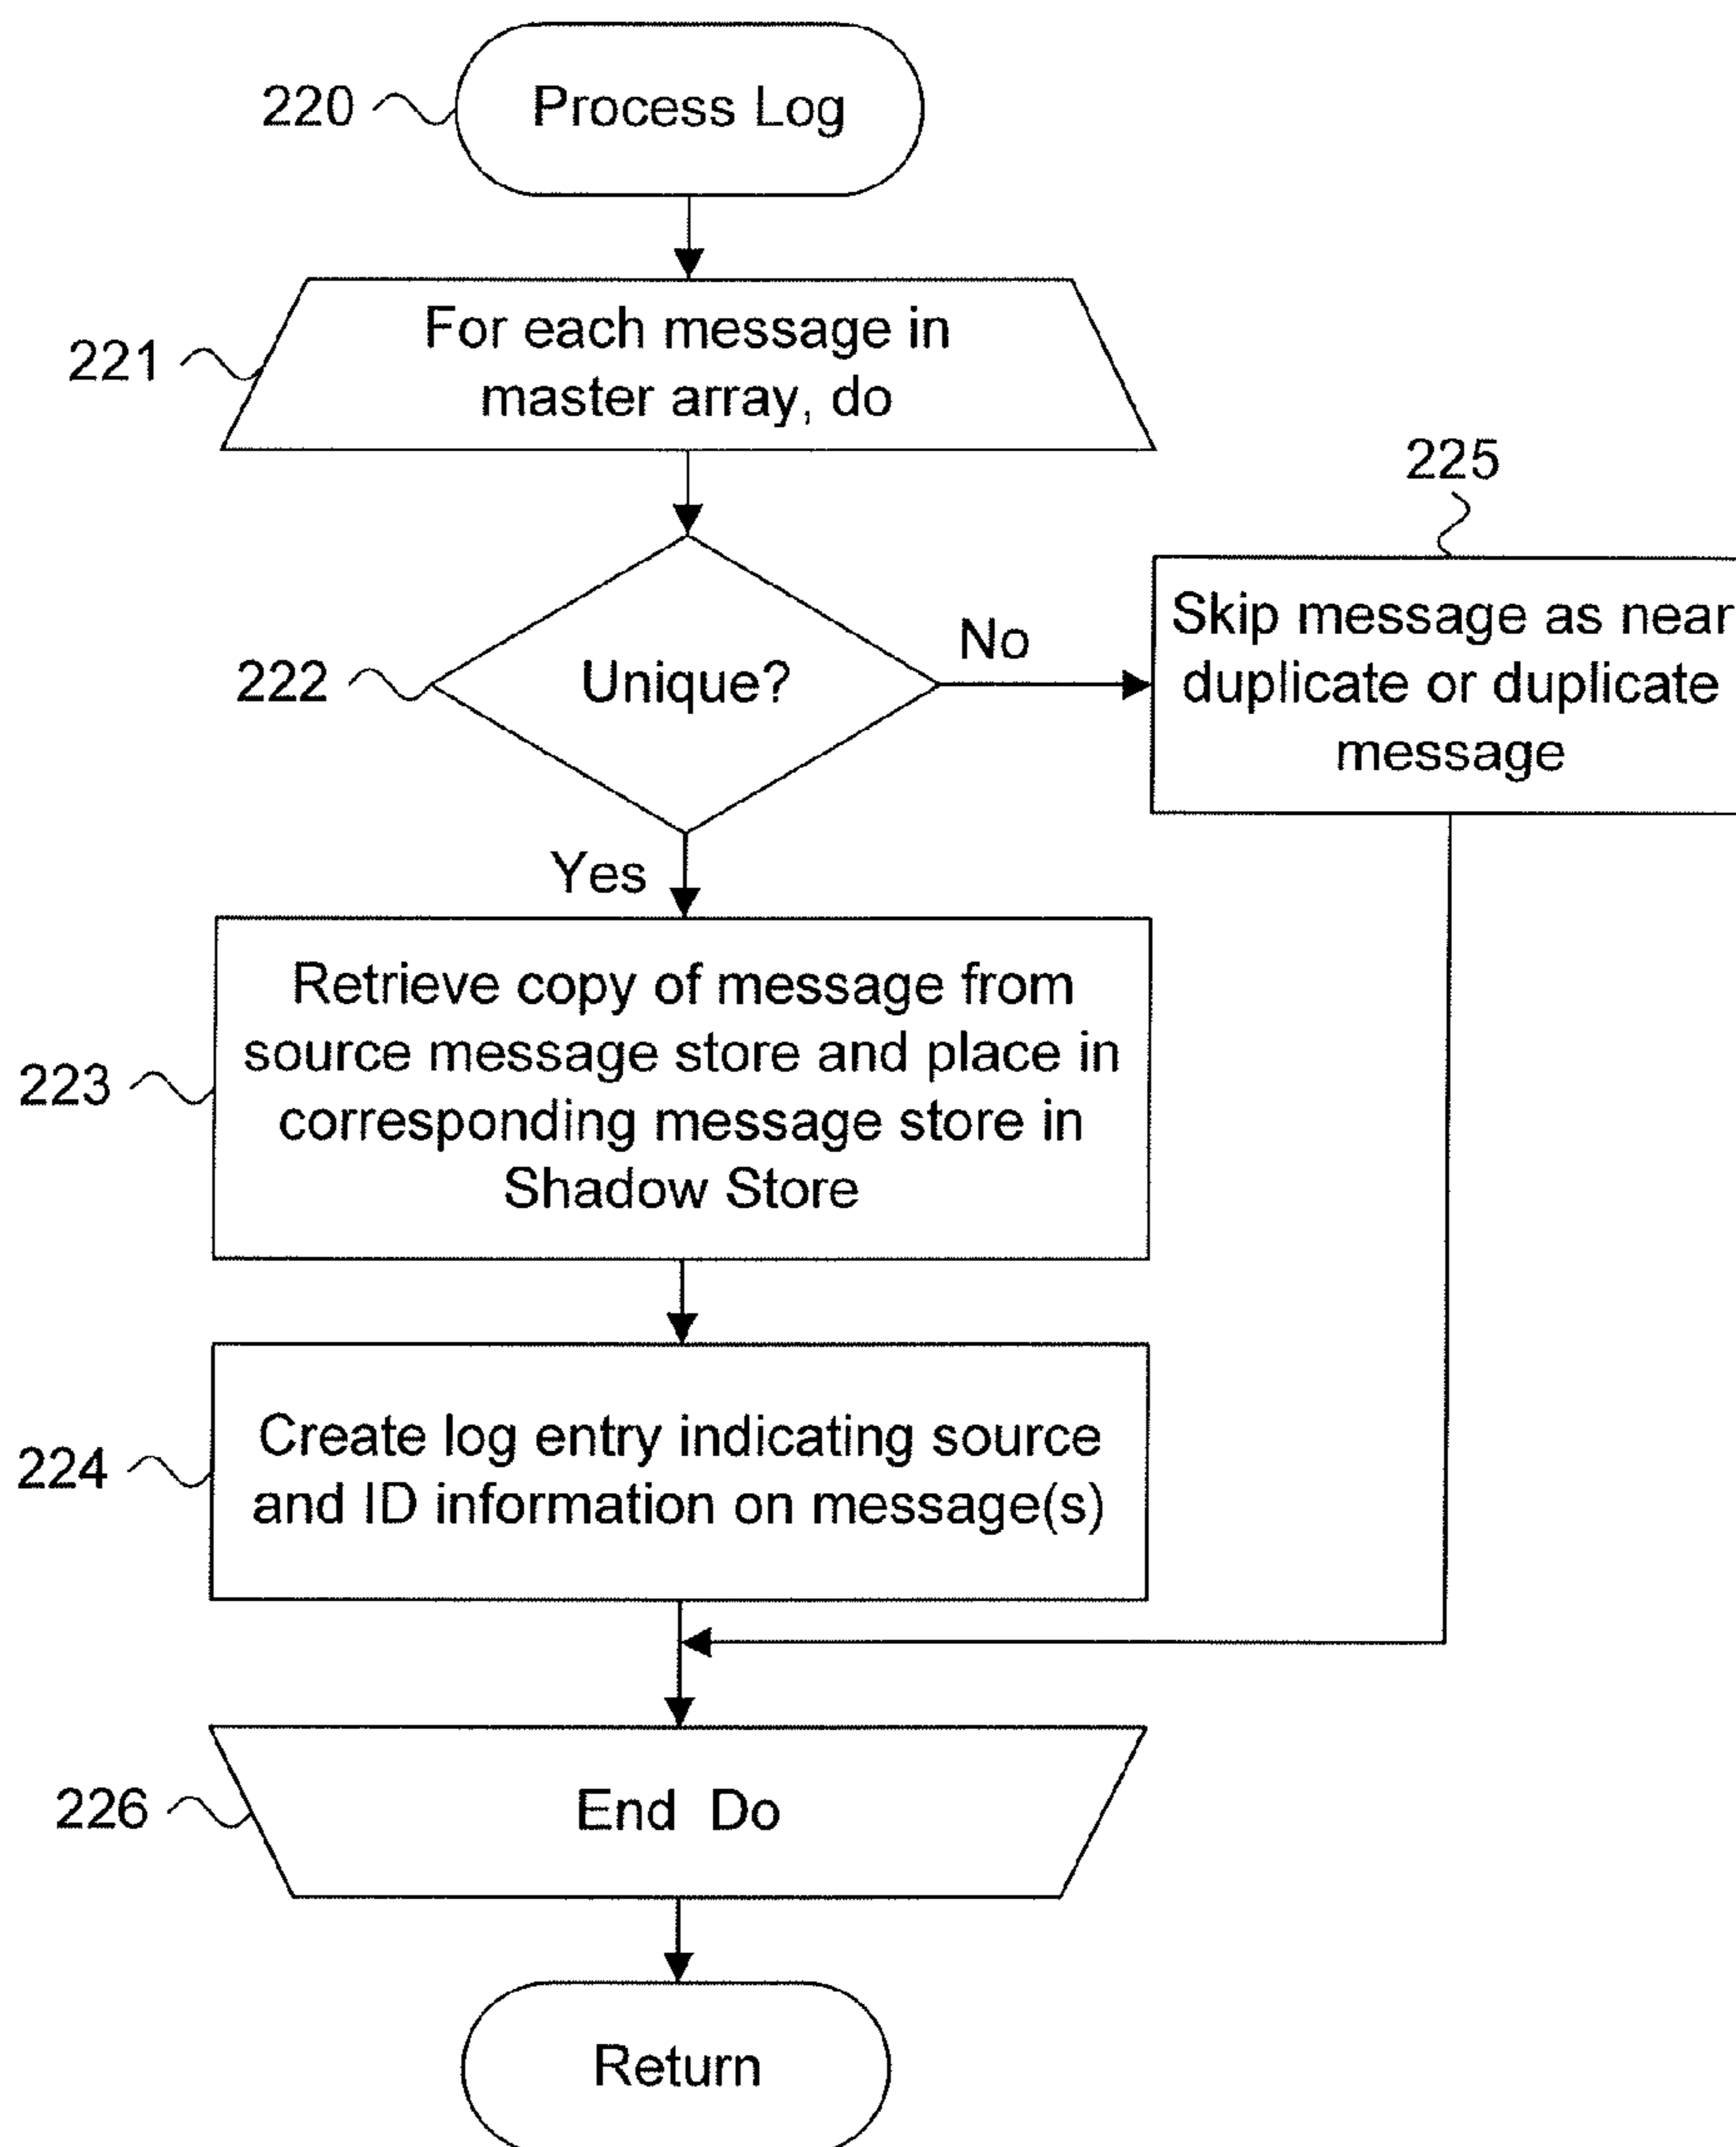 220
Process Log
221
For each message in
master array, do
222
Unique?
No
225
Skip message as near
duplicate or duplicate
message
Yes
223
Retrieve copy of message from
source message store and place in
corresponding message store in
Shadow Store
224
Create log entry indicating source
and ID information on message(s)
226
End Do
Return